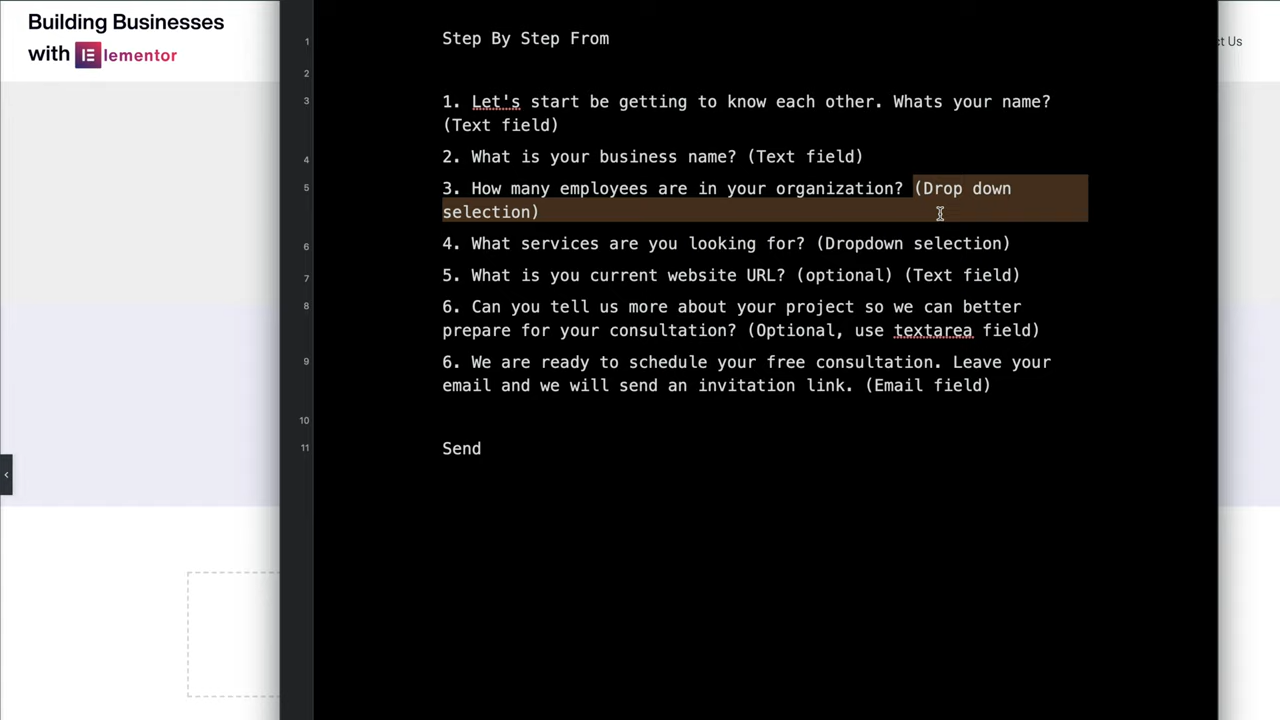 Building Businesses
with Elementor
ct Us
1
Step By Step From
2
3
1. Let's start be getting to know each other. Whats your name?
(Text field)
4
2. What is your business name? (Text field)
5
3. How many employees are in your organization? (Drop down
selection)
6
4. What services are you looking for? (Dropdown selection)
7
5. What is you current website URL? (optional) (Text field)
8
6. Can you tell us more about your project so we can better
prepare for your consultation? (Optional, use textarea field)
9
6. We are ready to schedule your free consultation. Leave your
email and we will send an invitation link. (Email field)
10
11
Send